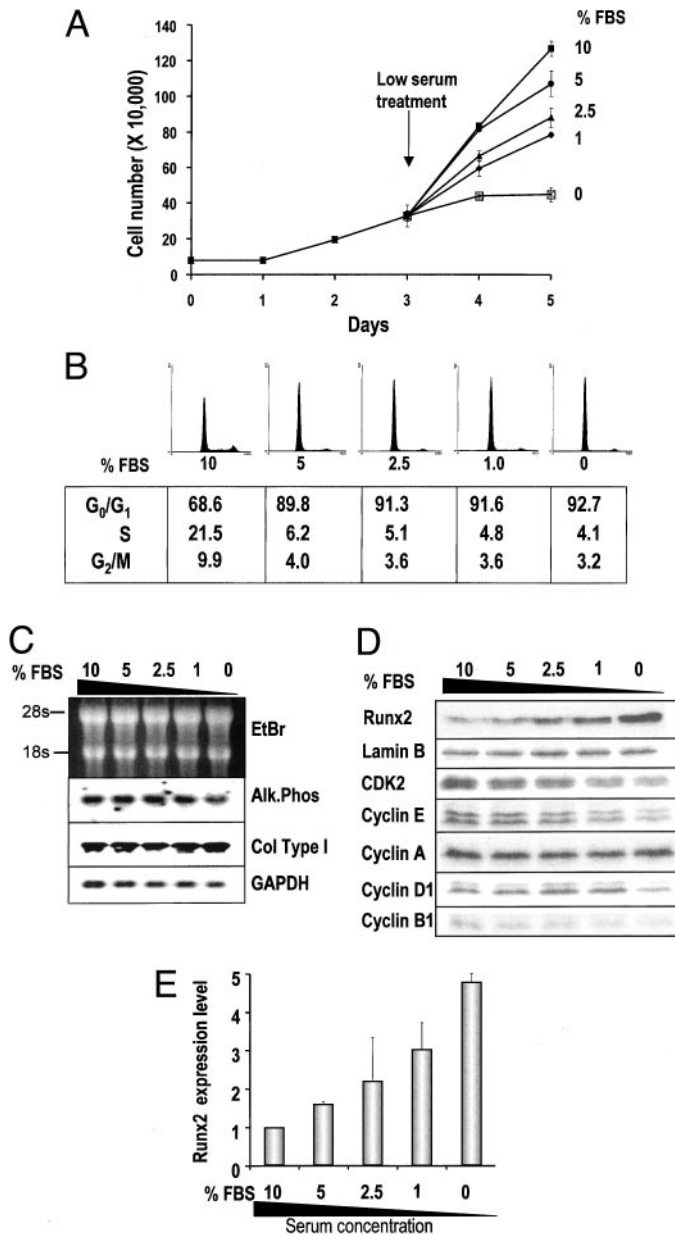 A
% FBS
Cell number (X 10,000)
140
120
100
80
60
40
20
0
Low serum
treatment
10
5
2.5
1
0
0 1 2 3 4 5
Days
B
% FBS 10 5 2.5 1.0 0
G0/G1 68.6 89.8 91.3 91.6 92.7
S 21.5 6.2 5.1 4.8 4.1
G2/M 9.9 4.0 3.6 3.6 3.2
C
% FBS 10 5 2.5 1 0
28s
18s
EtBr
Alk.Phos
Col Type I
GAPDH
D
% FBS 10 5 2.5 1 0
Runx2
Lamin B
CDK2
Cyclin E
Cyclin A
Cyclin D1
Cyclin B1
E
Runx2 expression level
5
4
3
2
1
0
% FBS 10 5 2.5 1 0
Serum concentration